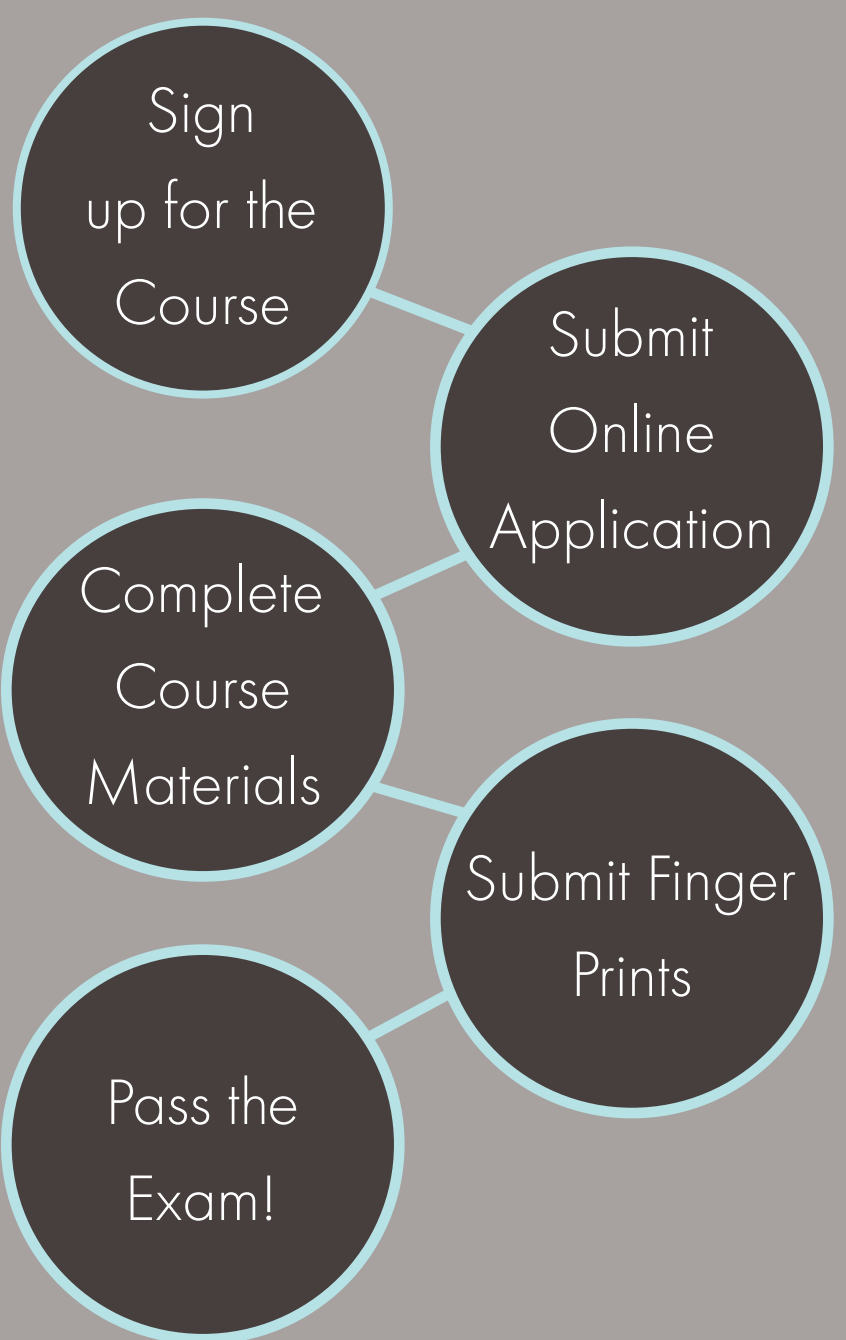 Sign
up for the
Course
Submit
Online
Application
Complete
Course
Materials
Submit Finger
Prints
Pass the
Exam!